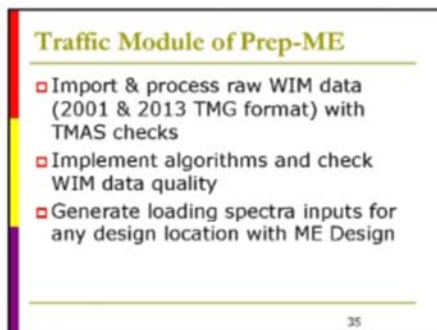 Traffic Module of Prep-ME
Import & process raw WIM data
(2001 & 2013 TMG format) with
TMAS checks
Implement algorithms and check
WIM data quality
Generate loading spectra inputs for
any design location with ME Design
35